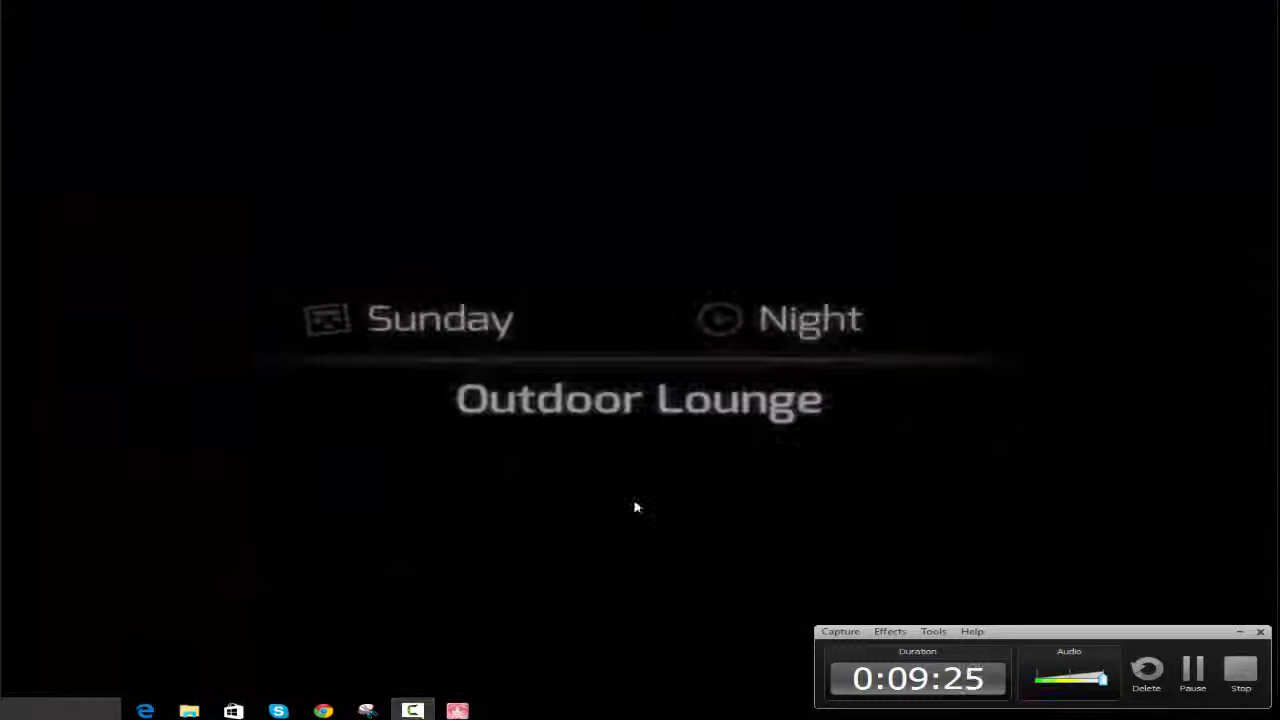 Sunday Night
Outdoor Lounge
Capture Effects Tools Help
Duration Audio
0:09:25
Delete Pause Stop